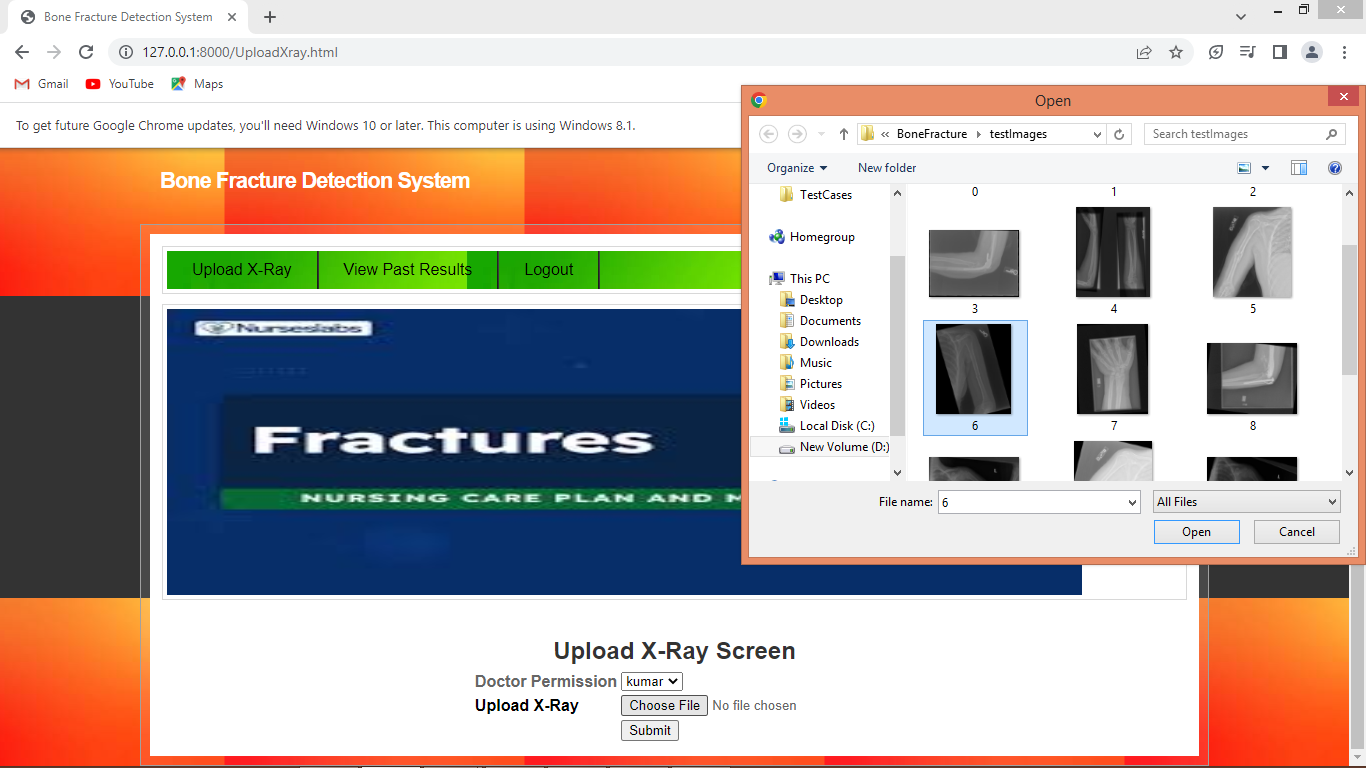 Bone Fracture Detection System
127.0.0.1:8000/UploadXray.html
Gmail YouTube Maps
To get future Google Chrome updates, you'll need Windows 10 or later. This computer is using Windows 8.1.
Bone Fracture Detection System
Upload X-Ray View Past Results Logout
Nurseslabs
Fractures
NURSING CARE PLAN AND M
Upload X-Ray Screen
Doctor Permission kumar
Upload X-Ray Choose File No file chosen
Submit
Open
« BoneFracture testImages Search testImages
Organize New folder
TestCases
Homegroup
This PC
Desktop
Documents
Downloads
Music
Pictures
Videos
Local Disk (C:)
New Volume (D:)
0 1 2
3 4 5
6 7 8
File name: 6 All Files
Open Cancel